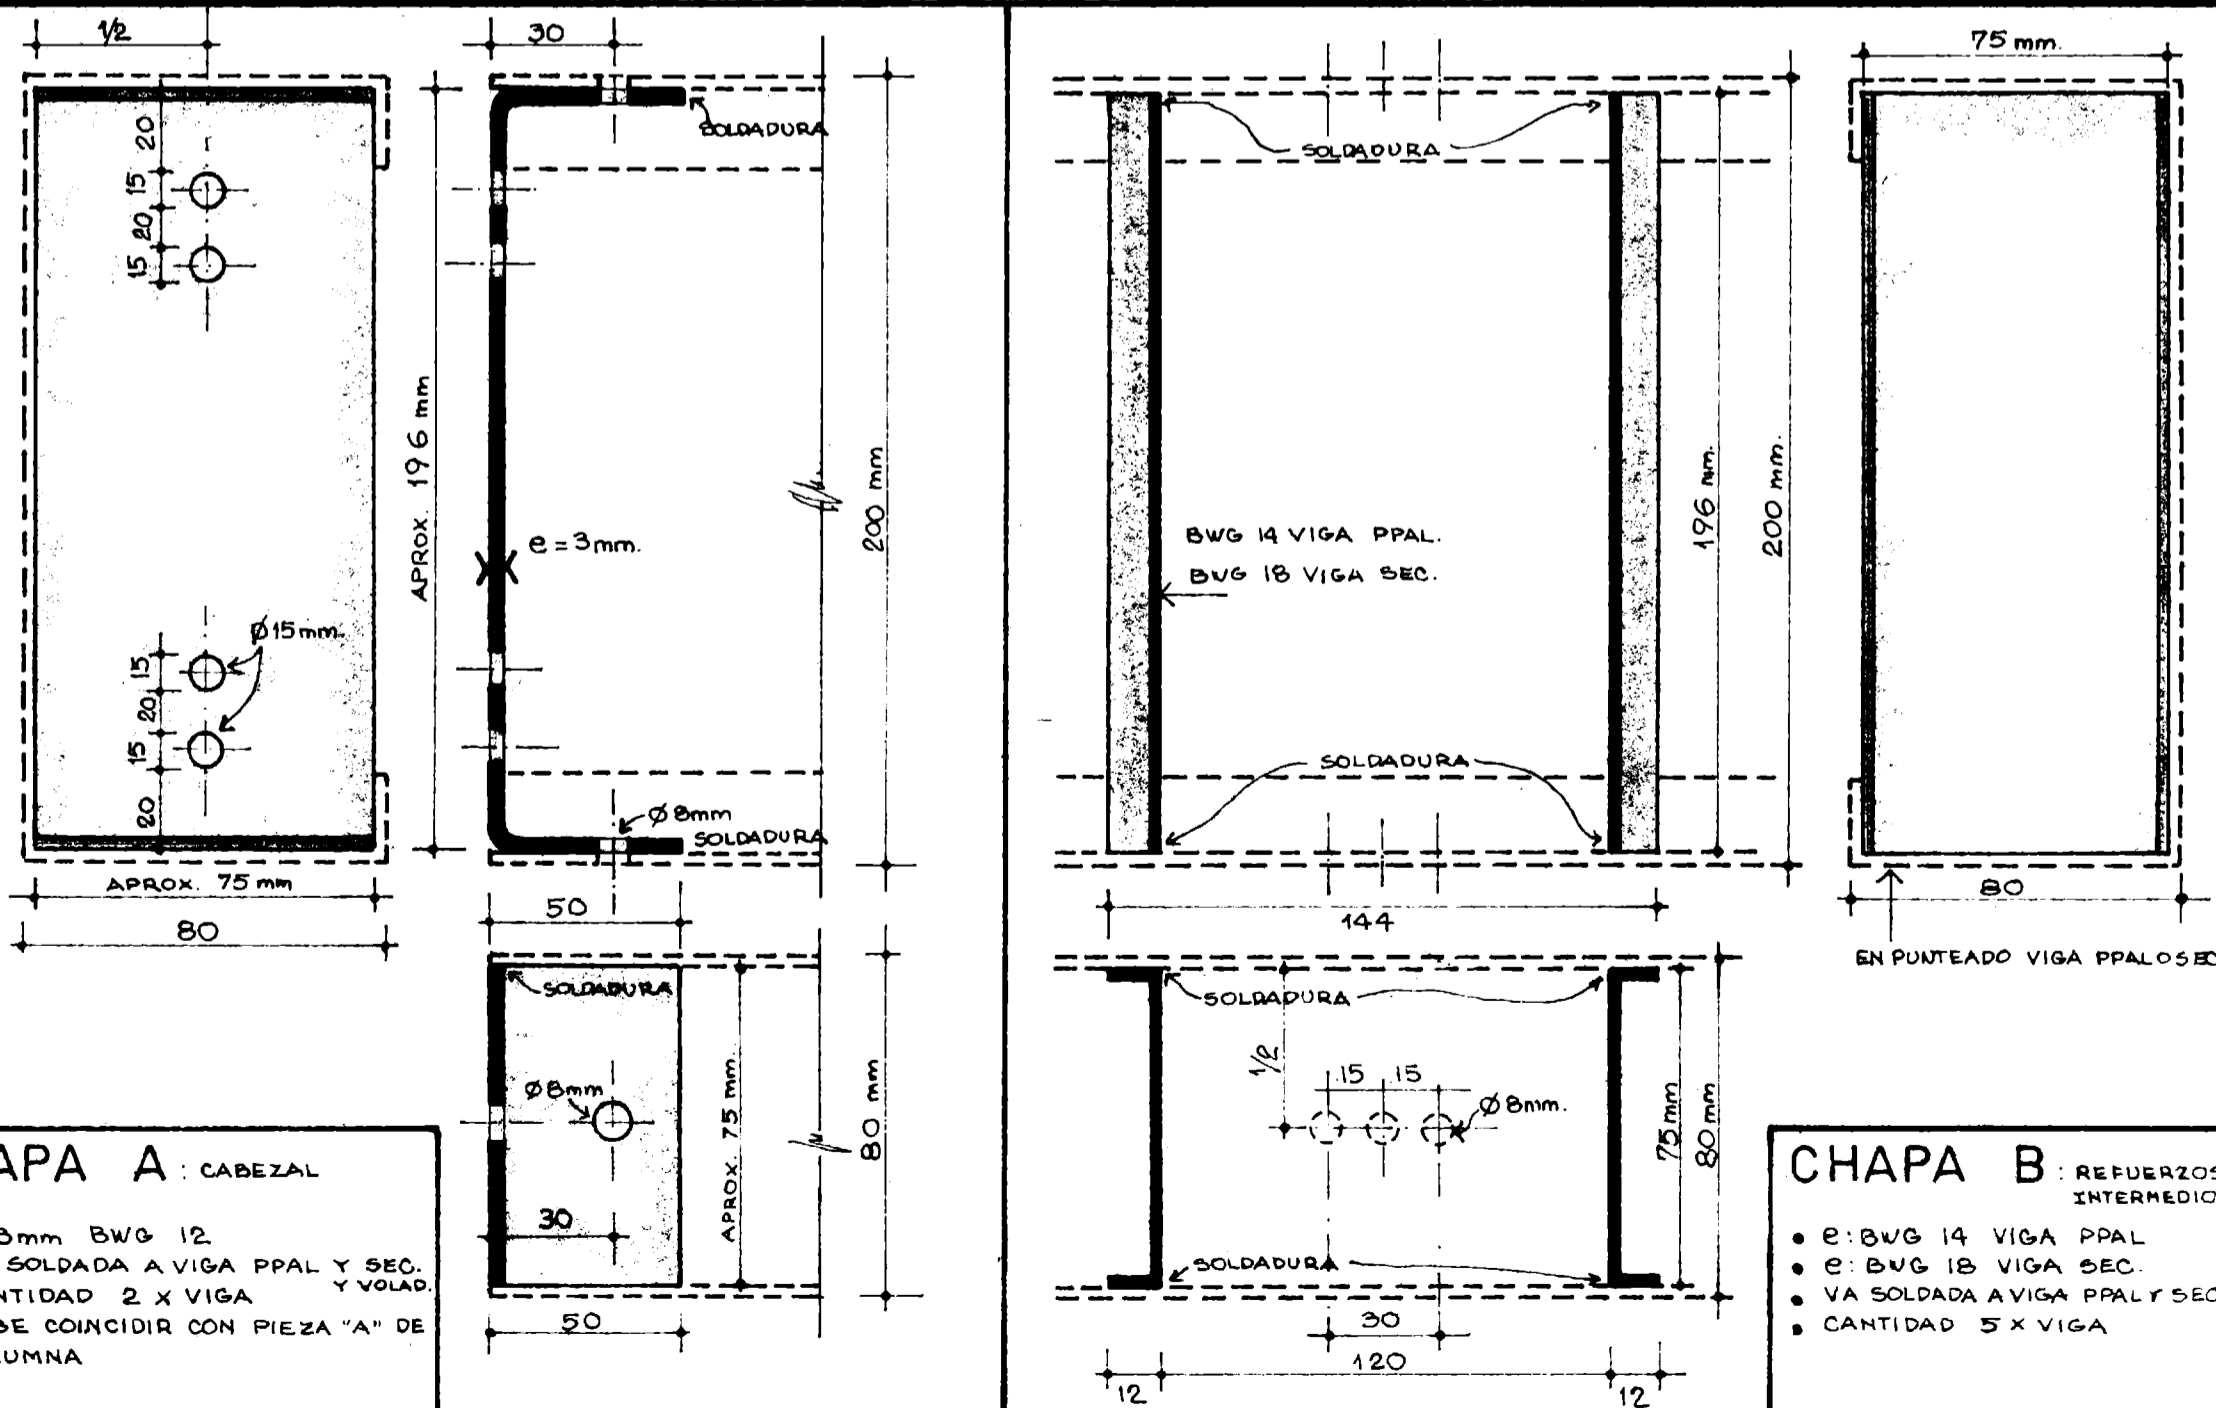 1/2
20
15
20
15
Ø15mm.
15
20
15
20
APROX. 75 mm
80
APROX. 196 mm
30
SOLDADURA
e = 3mm.
200 mm
Ø8mm
SOLDADURA
50
SOLDADURA
Ø8mm
30
APROX 75 mm.
80 mm
50
APA A : CABEZAL
3mm BWG 12
SOLDADA A VIGA PPAL Y SEC.
Y VOLAD.
NTIDAD 2 X VIGA
BE COINCIDIR CON PIEZA "A" DE
LUMNA
SOLDADURA
BWG 14 VIGA PPAL.
BWG 18 VIGA SEC.
SOLDADURA
196 mm.
200 mm.
144
75 mm.
80
EN PUNTEADO VIGA PPAL O SEC
SOLDADURA
1/2
15 15
Ø8mm.
75mm
80mm
SOLDADURA
30
120
12
12
CHAPA B : REFUERZOS
INTERMEDIO
• e: BWG 14 VIGA PPAL
• e: BWG 18 VIGA SEC.
• VA SOLDADA A VIGA PPAL Y SEC
• CANTIDAD 5 X VIGA